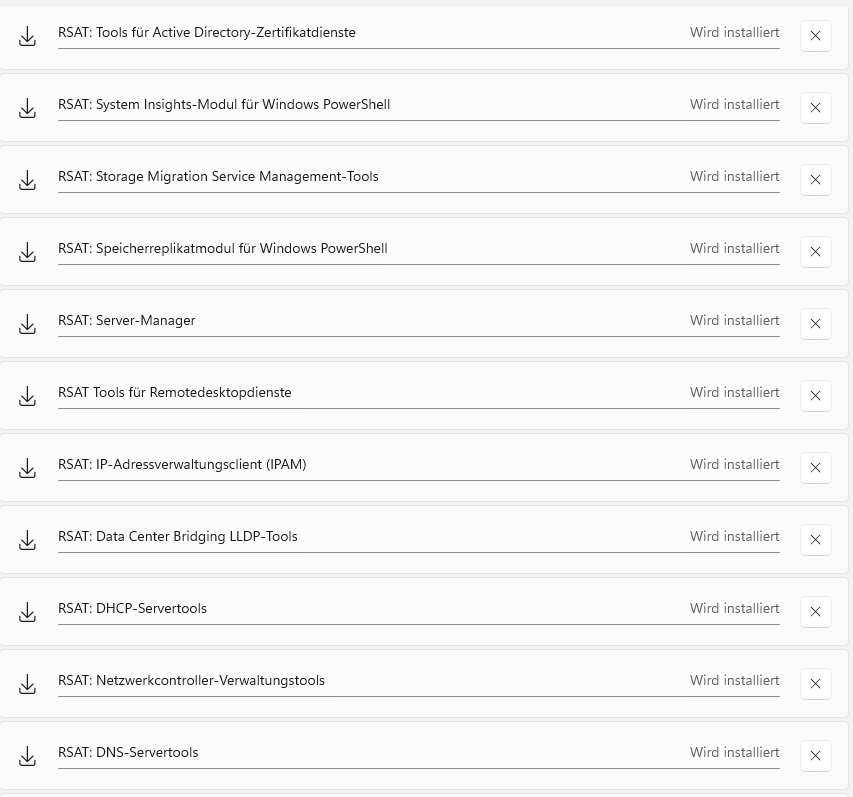 RSAT: Tools für Active Directory-Zertifikatdienste Wird installiert
RSAT: System Insights-Modul für Windows PowerShell Wird installiert
RSAT: Storage Migration Service Management-Tools Wird installiert
RSAT: Speicherreplikatmodul für Windows PowerShell Wird installiert
RSAT: Server-Manager Wird installiert
RSAT Tools für Remotedesktopdienste Wird installiert
RSAT: IP-Adressverwaltungsclient (IPAM) Wird installiert
RSAT: Data Center Bridging LLDP-Tools Wird installiert
RSAT: DHCP-Servertools Wird installiert
RSAT: Netzwerkcontroller-Verwaltungstools Wird installiert
RSAT: DNS-Servertools Wird installiert